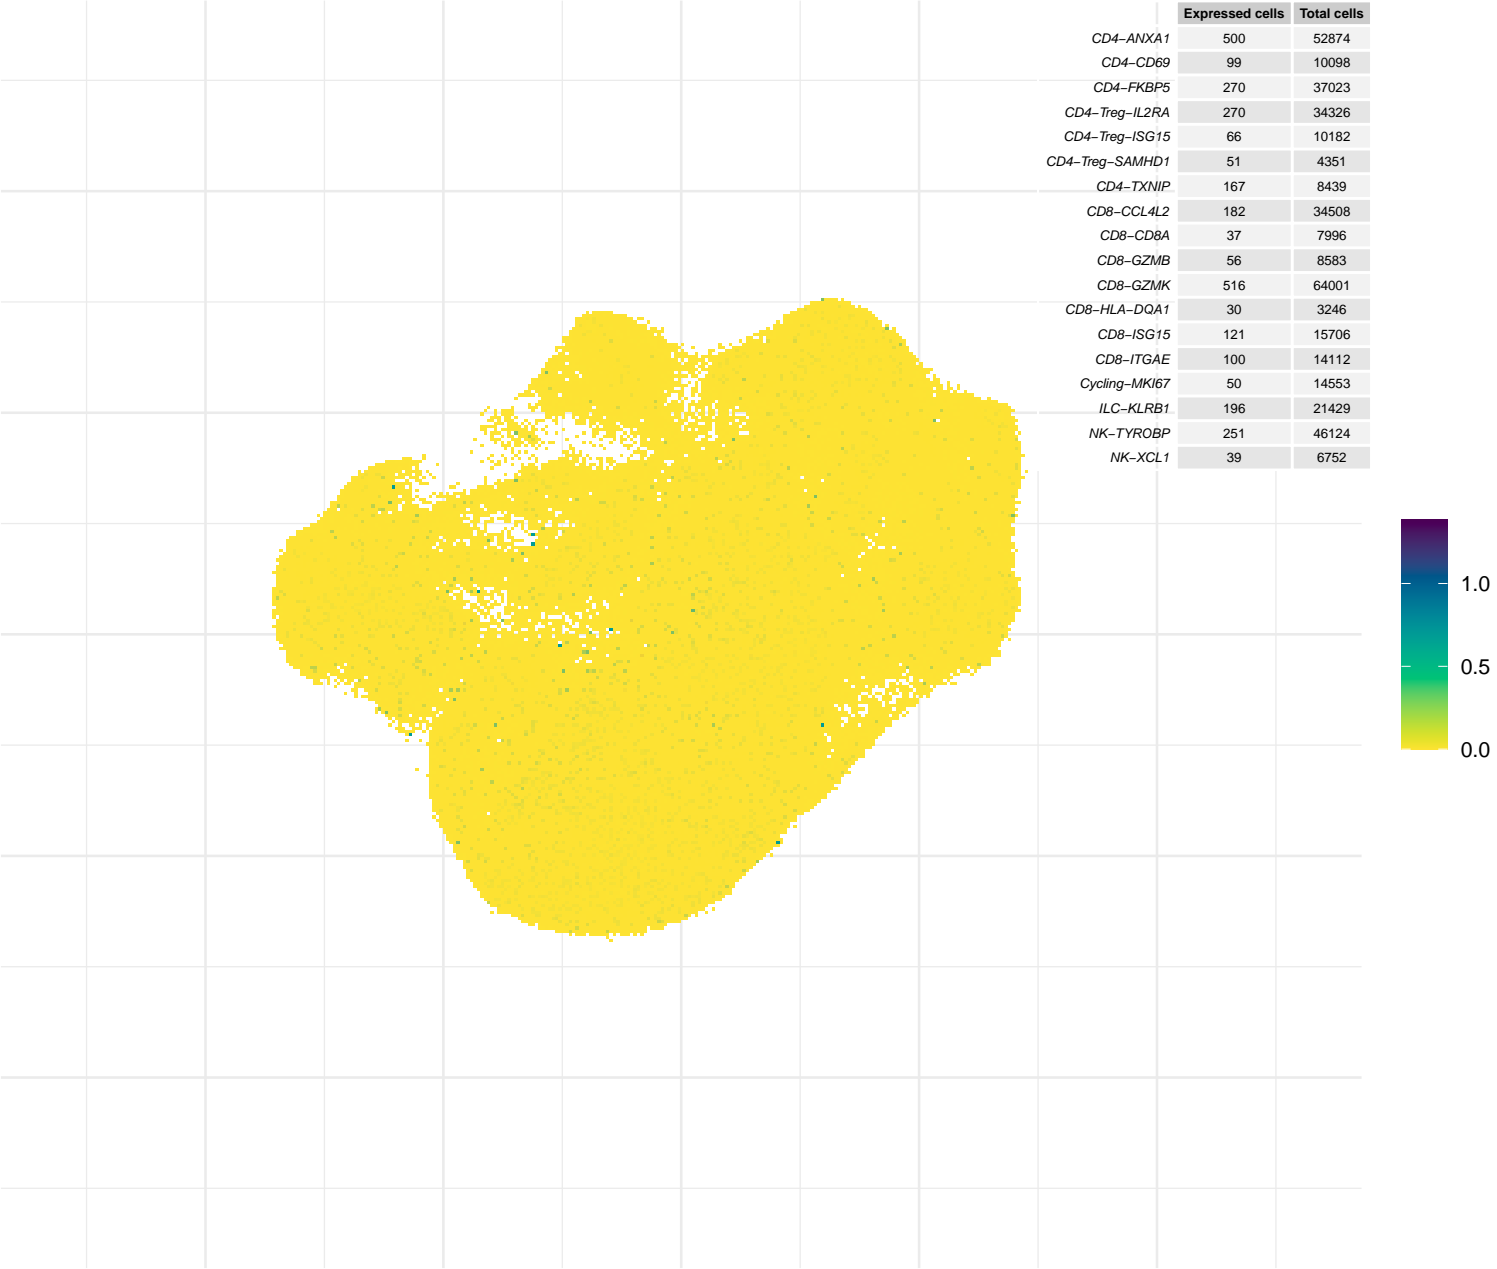 Expressed cells Total cells
CD4−ANXA1 500 52874
CD4−CD69 99 10098
CD4−FKBP5 270 37023
CD4−Treg−IL2RA 270 34326
CD4−Treg−ISG15 66 10182
CD4−Treg−SAMHD1 51 4351
CD4−TXNIP 167 8439
CD8−CCL4L2 182 34508
CD8−CD8A 37 7996
CD8−GZMB 56 8583
CD8−GZMK 516 64001
CD8−HLA−DQA1 30 3246
CD8−ISG15 121 15706
CD8−ITGAE 100 14112
Cycling−MKI67 50 14553
ILC−KLRB1 196 21429
NK−TYROBP 251 46124
NK−XCL1 39 6752
1.0
0.5
0.0